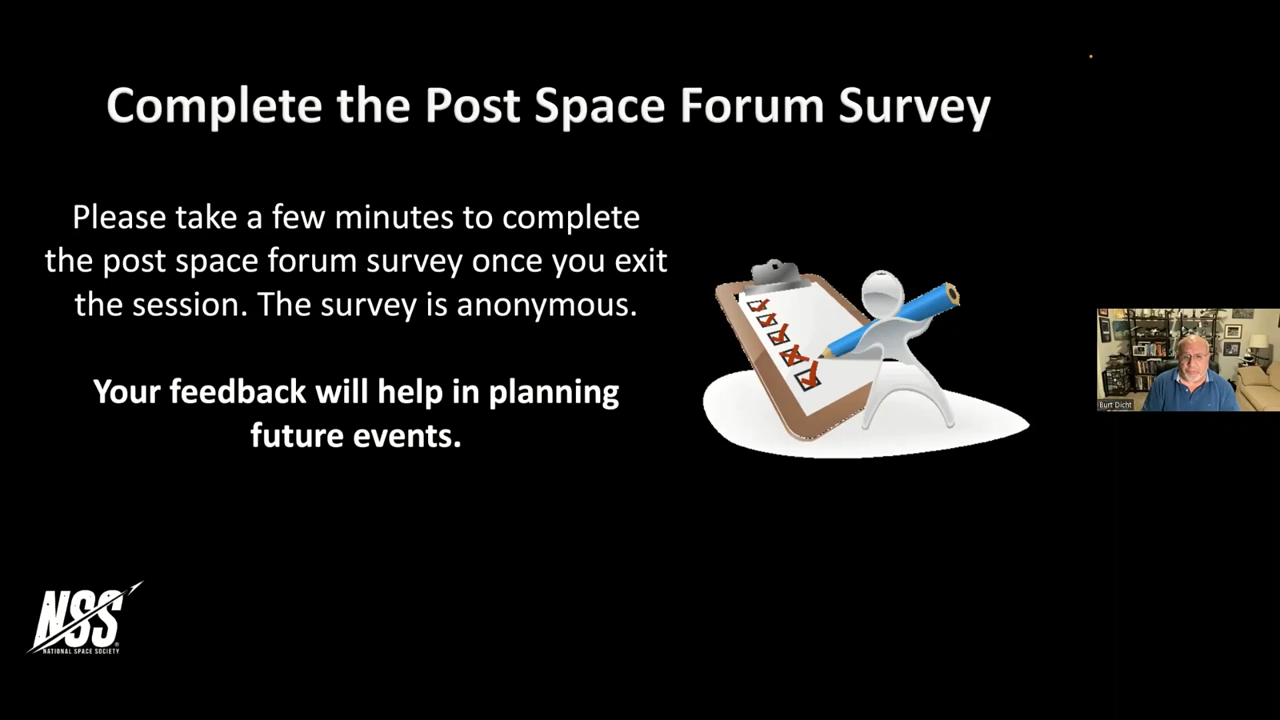 Complete the Post Space Forum Survey
Please take a few minutes to complete
the post space forum survey once you exit
the session. The survey is anonymous.
Your feedback will help in planning
future events.
Burt Dicht
NSS
NATIONAL SPACE SOCIETY